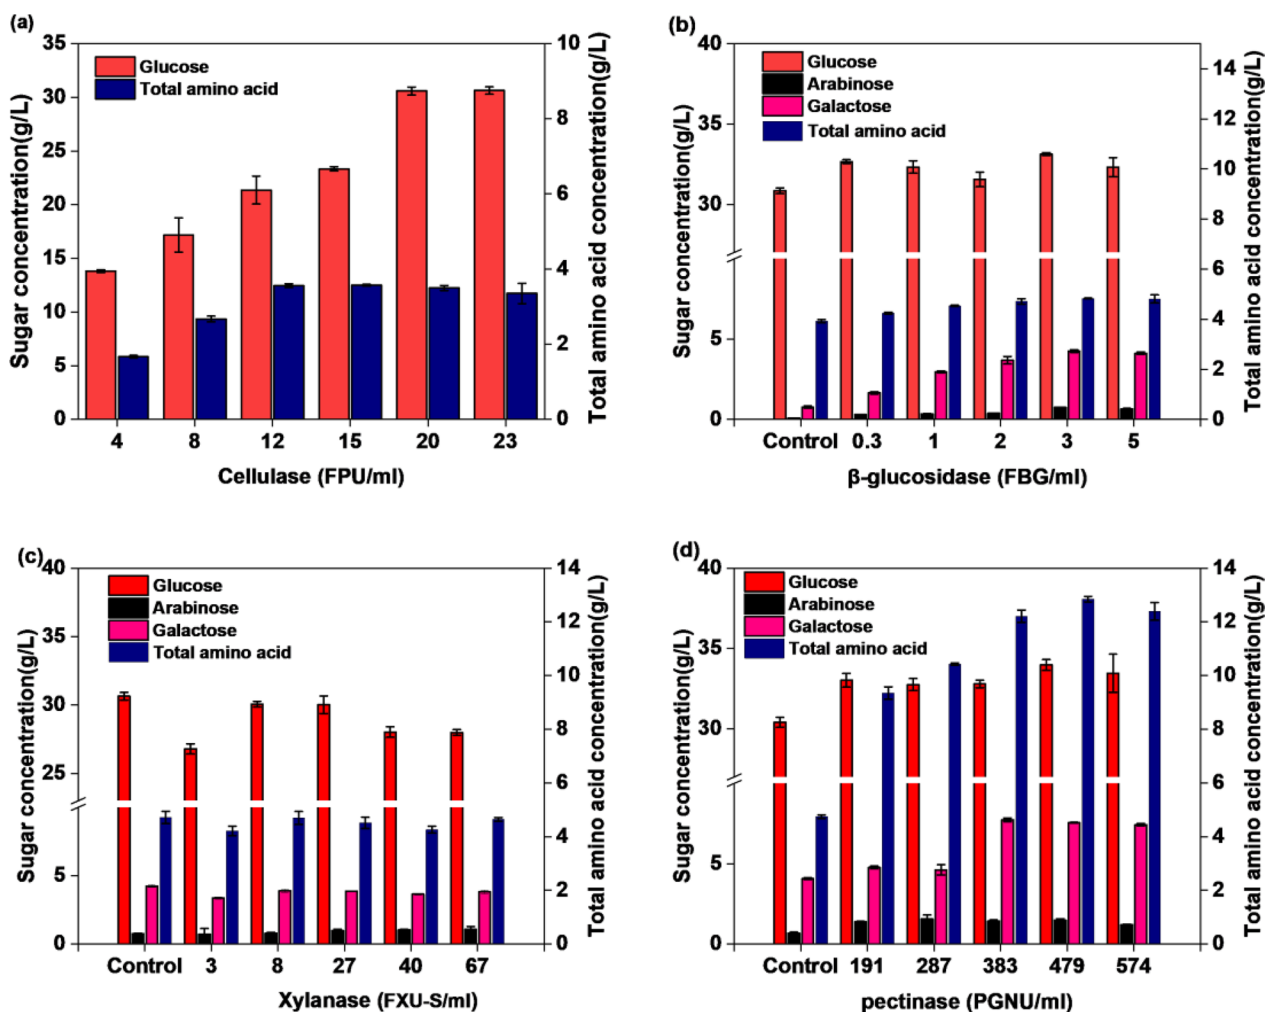 (a)
35
30
25
20
15
10
5
0
Sugar concentration(g/L)
Glucose
Total amino acid
10
8
6
4
2
0
Total amino acid concentration(g/L)
4 8 12 15 20 23
Cellulase (FPU/ml)
(b)
40
35
30
5
0
Sugar concentration(g/L)
Glucose
Arabinose
Galactose
Total amino acid
14
12
10
8
6
4
2
0
Total amino acid concentration(g/L)
Control 0.3 1 2 3 5
β-glucosidase (FBG/ml)
(c)
40
35
30
25
5
0
Sugar concentration(g/L)
Glucose
Arabinose
Galactose
Total amino acid
14
12
10
8
6
4
2
0
Total amino acid concentration(g/L)
Control 3 8 27 40 67
Xylanase (FXU-S/ml)
(d)
40
35
30
5
0
Sugar concentration(g/L)
Glucose
Arabinose
Galactose
Total amino acid
14
12
10
8
6
4
2
0
Total amino acid concentration(g/L)
Control 191 287 383 479 574
pectinase (PGNU/ml)